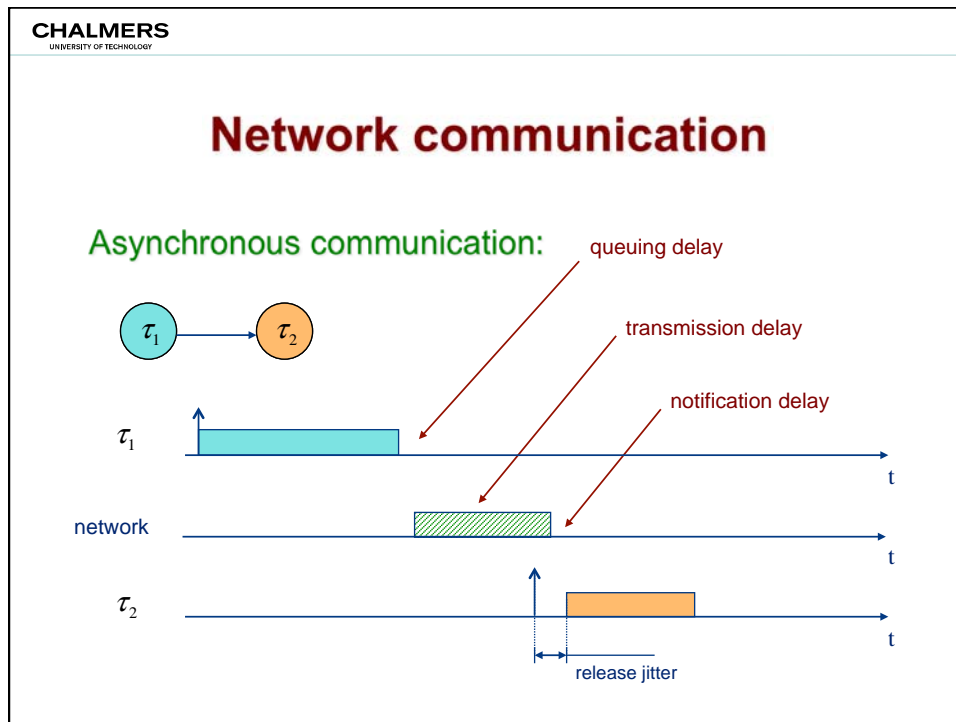 CHALMERS
UNIVERSITY OF TECHNOLOGY
Network communication
Asynchronous communication:
queuing delay
τ₁
τ₂
transmission delay
notification delay
τ₁
t
network
t
τ₂
t
release jitter